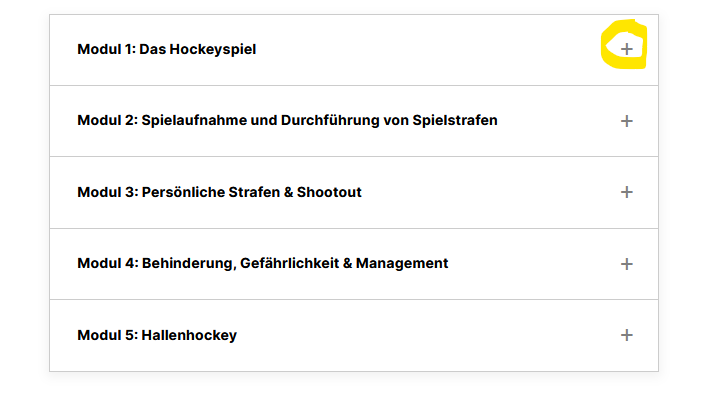 Modul 1: Das Hockeyspiel +
Modul 2: Spielaufnahme und Durchführung von Spielstrafen +
Modul 3: Persönliche Strafen & Shootout +
Modul 4: Behinderung, Gefährlichkeit & Management +
Modul 5: Hallenhockey +